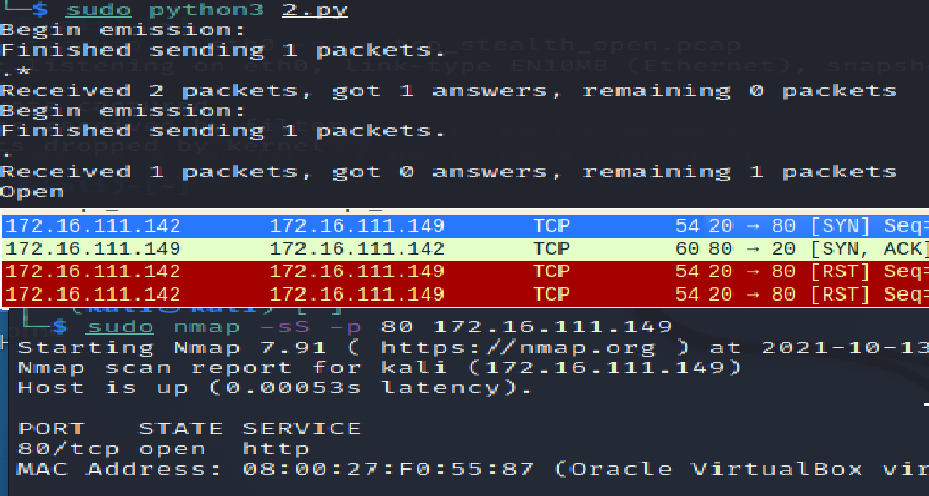 └─$ sudo python3 2.py
Begin emission:
Finished sending 1 packets.
.*
Received 2 packets, got 1 answers, remaining 0 packets
Begin emission:
Finished sending 1 packets.
.
Received 1 packets, got 0 answers, remaining 1 packets
Open
172.16.111.142 172.16.111.149 TCP 54 20 → 80 [SYN] Seq=
172.16.111.149 172.16.111.142 TCP 60 80 → 20 [SYN, ACK]
172.16.111.142 172.16.111.149 TCP 54 20 → 80 [RST] Seq=
172.16.111.142 172.16.111.149 TCP 54 20 → 80 [RST] Seq=
└─$ sudo nmap -sS -p 80 172.16.111.149
Starting Nmap 7.91 ( https://nmap.org ) at 2021-10-13
Nmap scan report for kali (172.16.111.149)
Host is up (0.00053s latency).
PORT STATE SERVICE
80/tcp open http
MAC Address: 08:00:27:F0:55:87 (Oracle VirtualBox vir